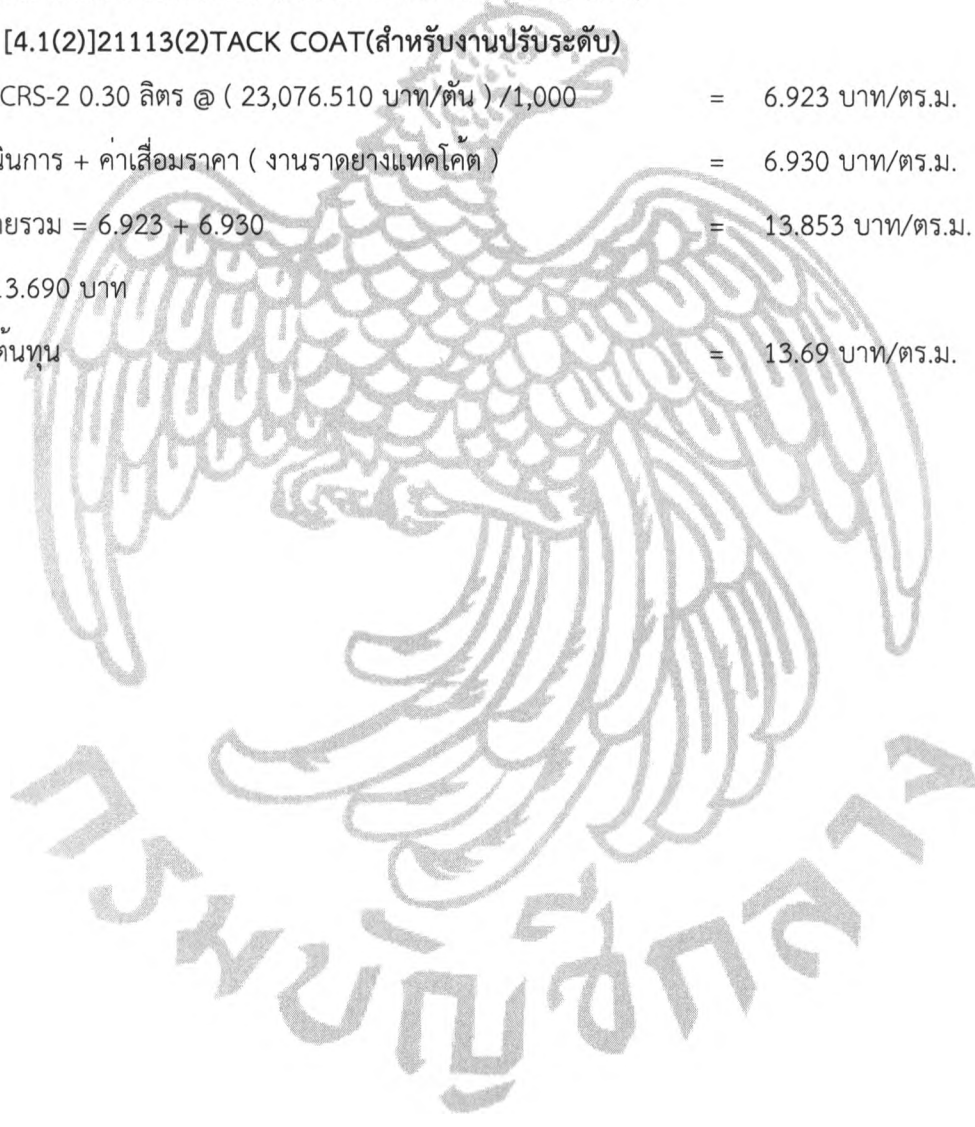 [4.1(2)]21113(2)TACK COAT(สำหรับงานปรับระดับ)
CRS-2 0.30 ลิตร @ ( 23,076.510 บาท/ตัน ) /1,000 = 6.923 บาท/ตร.ม.
นินการ + ค่าเสื่อมราคา ( งานราดยางแทคโค้ต ) = 6.930 บาท/ตร.ม.
ายรวม = 6.923 + 6.930 = 13.853 บาท/ตร.ม.
13.690 บาท
ต้นทุน = 13.69 บาท/ตร.ม.
กรมบัญชีกลาง